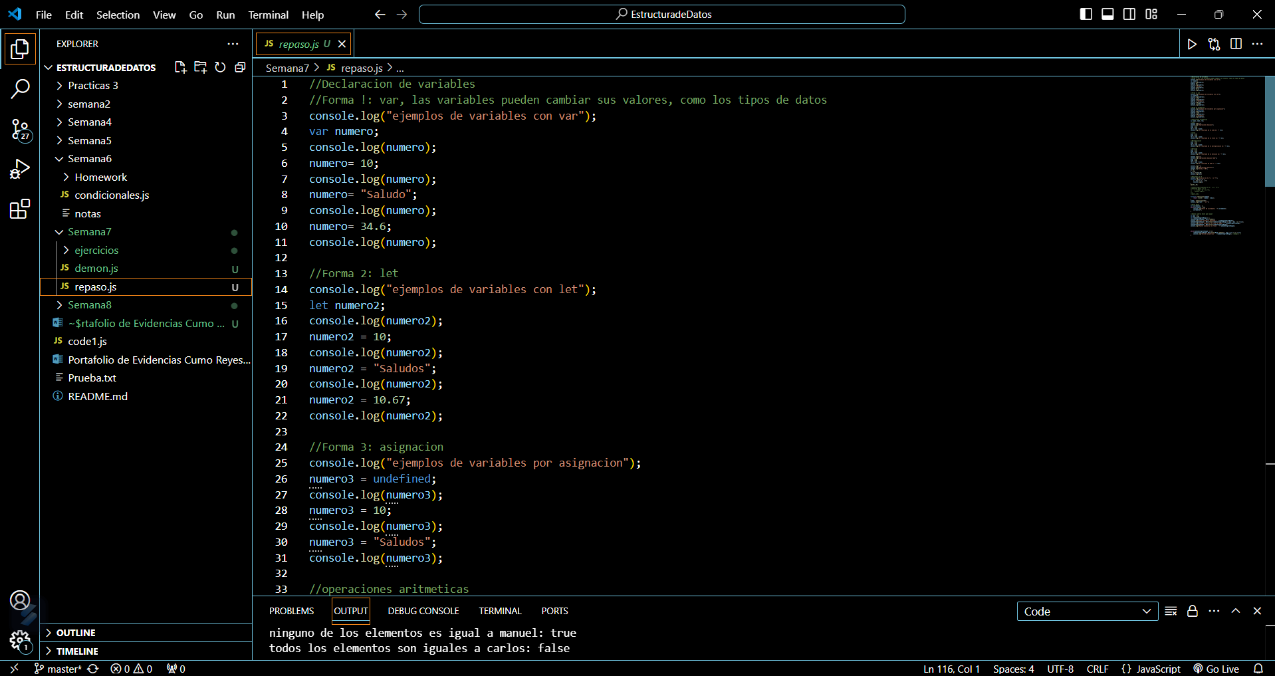 File Edit Selection View Go Run Terminal Help
EstructuradeDatos
EXPLORER
ESTRUCTURADEDATOS
Practicas 3
semana2
Semana4
Semana5
Semana6
Homework
JS condicionales.js
notas
Semana7
ejercicios
JS demon.js U
JS repaso.js U
Semana8
~$rtafolio de Evidencias Cumo ... U
JS code1.js
Portafolio de Evidencias Cumo Reyes...
Prueba.txt
README.md
OUTLINE
TIMELINE
27
1
JS repaso.js U
Semana7 > JS repaso.js > ...
1 //Declaracion de variables
2 //Forma |: var, las variables pueden cambiar sus valores, como los tipos de datos
3 console.log("ejemplos de variables con var");
4 var numero;
5 console.log(numero);
6 numero= 10;
7 console.log(numero);
8 numero= "Saludo";
9 console.log(numero);
10 numero= 34.6;
11 console.log(numero);
12
13 //Forma 2: let
14 console.log("ejemplos de variables con let");
15 let numero2;
16 console.log(numero2);
17 numero2 = 10;
18 console.log(numero2);
19 numero2 = "Saludos";
20 console.log(numero2);
21 numero2 = 10.67;
22 console.log(numero2);
23
24 //Forma 3: asignacion
25 console.log("ejemplos de variables por asignacion");
26 numero3 = undefined;
27 console.log(numero3);
28 numero3 = 10;
29 console.log(numero3);
30 numero3 = "Saludos";
31 console.log(numero3);
32
33 //operaciones aritmeticas
PROBLEMS OUTPUT DEBUG CONSOLE TERMINAL PORTS
Code
ninguno de los elementos es igual a manuel: true
todos los elementos son iguales a carlos: false
master* 0 0 0
Ln 116, Col 1 Spaces: 4 UTF-8 CRLF {} JavaScript Go Live